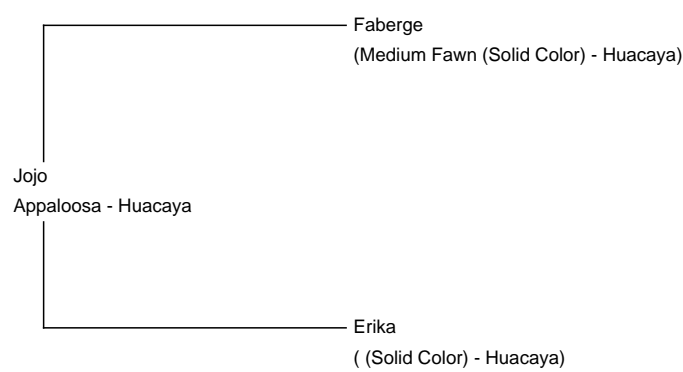 Faberge
(Medium Fawn (Solid Color) - Huacaya)
Jojo
Appaloosa - Huacaya
Erika
( (Solid Color) - Huacaya)